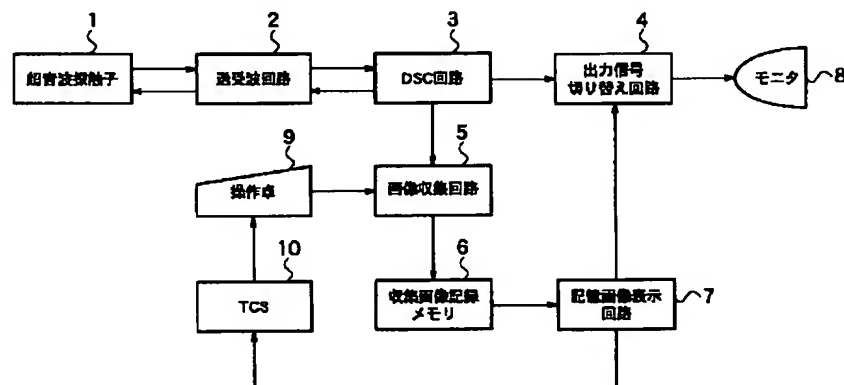 1
2
3
4
超音波探触子
送受波回路
DSC回路
出力信号
切り替え回路
モニタ
8
9
5
操作卓
画像収集回路
10
6
TCS
収集画像記録
メモリ
記憶画像表示
回路
7